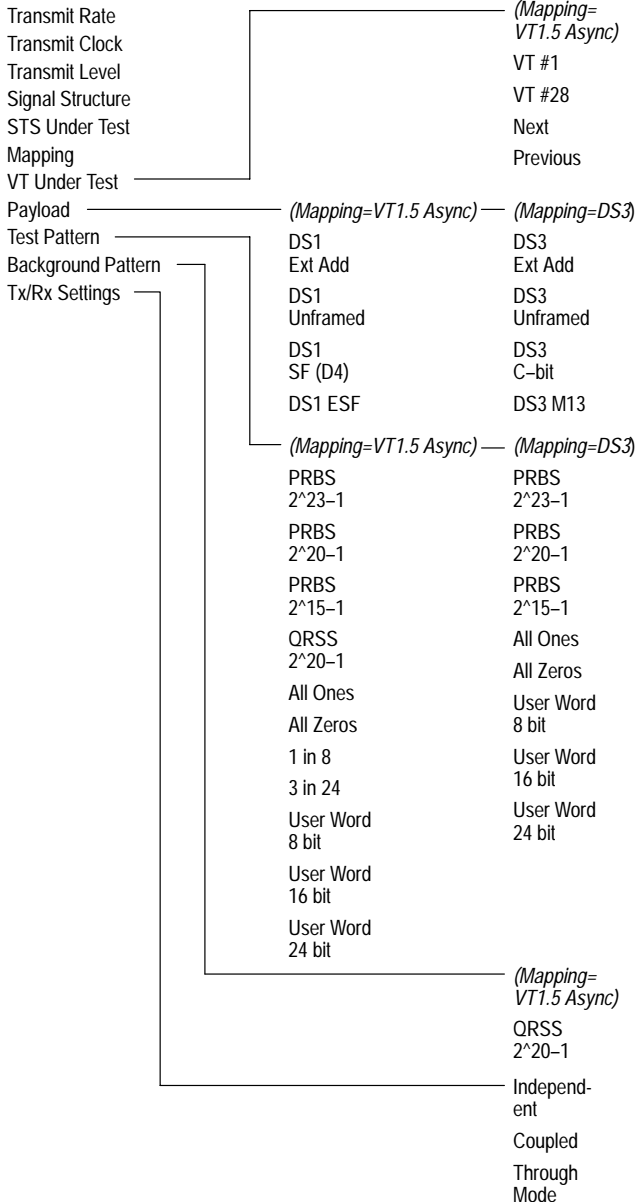 Transmit Rate
Transmit Clock
Transmit Level
Signal Structure
STS Under Test
Mapping
VT Under Test
Payload
Test Pattern
Background Pattern
Tx/Rx Settings
(Mapping=
VT1.5 Async)
VT #1
VT #28
Next
Previous
(Mapping=VT1.5 Async)
DS1
Ext Add
DS1
Unframed
DS1
SF (D4)
DS1 ESF
(Mapping=DS3)
DS3
Ext Add
DS3
Unframed
DS3
C–bit
DS3 M13
(Mapping=VT1.5 Async)
PRBS
2^23–1
PRBS
2^20–1
PRBS
2^15–1
QRSS
2^20–1
All Ones
All Zeros
1 in 8
3 in 24
User Word
8 bit
User Word
16 bit
User Word
24 bit
(Mapping=DS3)
PRBS
2^23–1
PRBS
2^20–1
PRBS
2^15–1
All Ones
All Zeros
User Word
8 bit
User Word
16 bit
User Word
24 bit
(Mapping=
VT1.5 Async)
QRSS
2^20–1
Independ-
ent
Coupled
Through
Mode